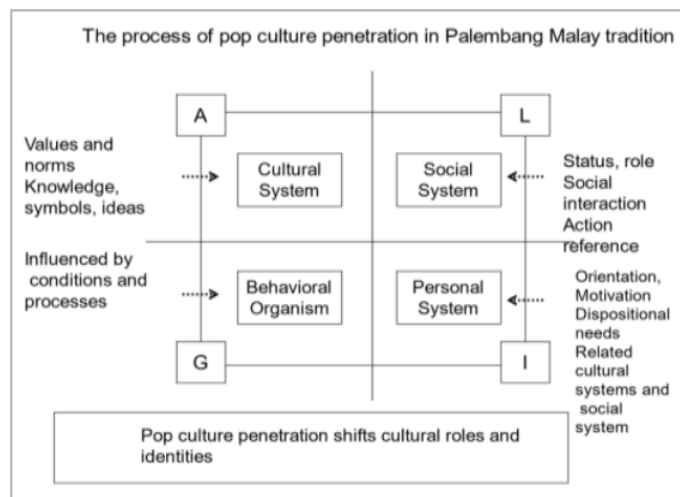 The process of pop culture penetration in Palembang Malay tradition
A
L
Values and
norms
Knowledge,
symbols, ideas
Cultural
System
Social
System
Status, role
Social
interaction
Action
reference
Influenced by
conditions and
processes
Behavioral
Organism
Personal
System
Orientation,
Motivation
Dispositional
needs
Related
cultural
systems and
social
system
G
I
Pop culture penetration shifts cultural roles and
identities